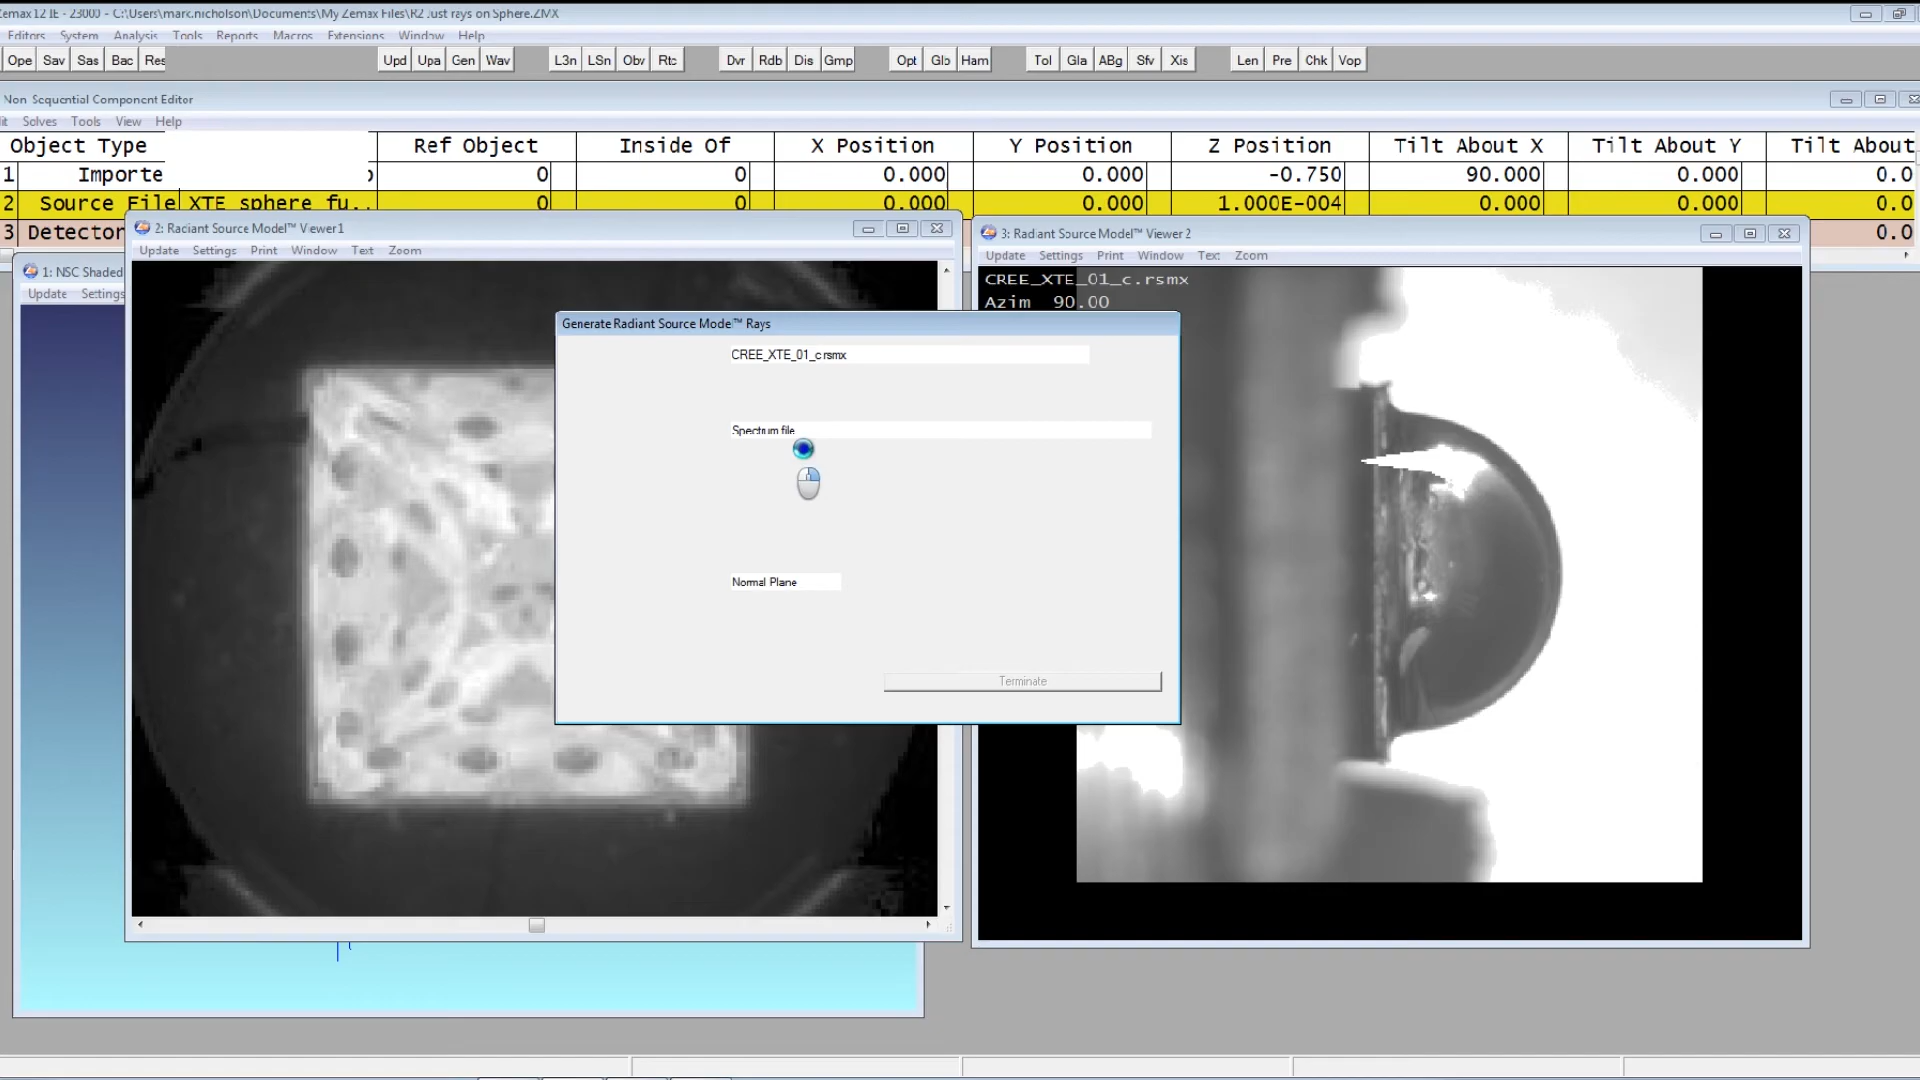 Zemax 12 IE - 23000 - C:\Users\mark.nicholson\Documents\My Zemax Files\R2 Just rays on Sphere.ZMX
Editors System Analysis Tools Reports Macros Extensions Window Help
Ope Sav Sas Bac Res Upd Upa Gen Wav L3n LSn Obv Rtc Dvr Rdb Dis Gmp Opt Glb Ham Tol Gla ABg Sfv Xis Len Pre Chk Vop
Non-Sequential Component Editor
it Solves Tools View Help
Object Type Ref Object Inside Of X Position Y Position Z Position Tilt About X Tilt About Y Tilt About
1 Importe 0 0 0.000 0.000 -0.750 90.000 0.000 0.0
2 Source File XTE sphere fu.. 0 0 0.000 0.000 1.000E-004 0.000 0.000 0.0
3 Detector 0.0
2: Radiant Source Model™ Viewer1
Update Settings Print Window Text Zoom
3: Radiant Source Model™ Viewer 2
Update Settings Print Window Text Zoom
CREE_XTE_01_c.rsmx
Azim 90.00
1: NSC Shaded
Update Settings
Generate Radiant Source Model™ Rays
CREE_XTE_01_c.rsmx
Spectrum file
Normal Plane
Terminate